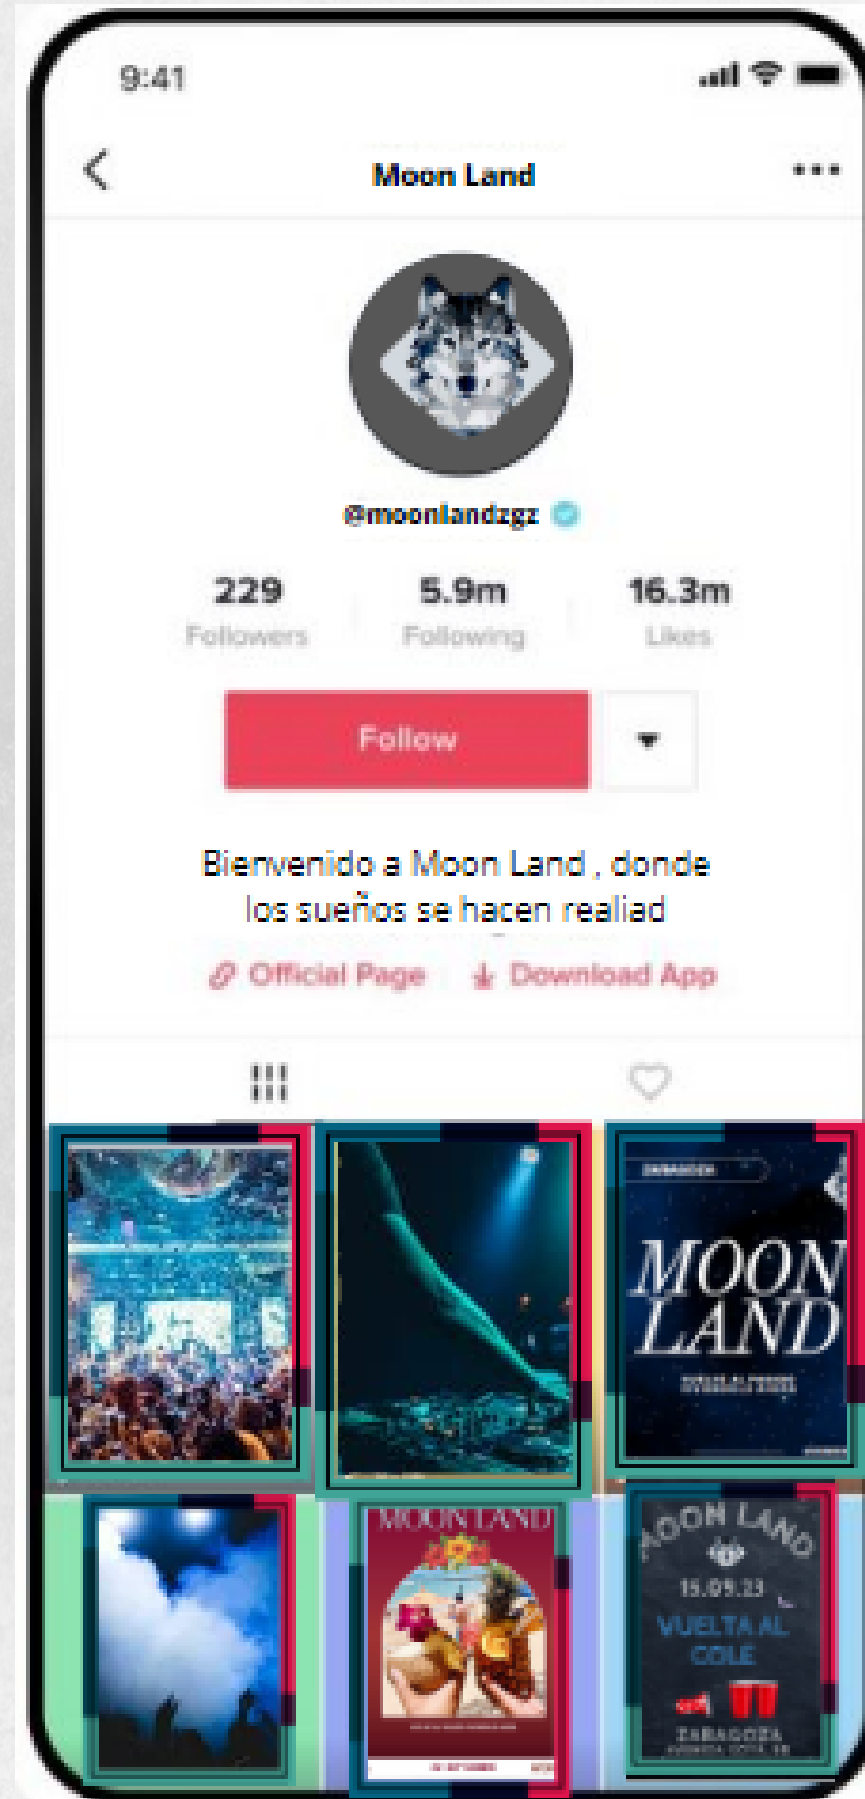 9:41
Moon Land
@moonlandzgz
229 5.9m 16.3m
Followers Following Likes
Follow
Bienvenido a Moon Land , donde
los sueños se hacen realiad
Official Page Download App
ZARAGOZA
MOON
LAND
MOON LAND
MOON LAND
15.09.23
VUELTA AL
COLE
ZARAGOZA